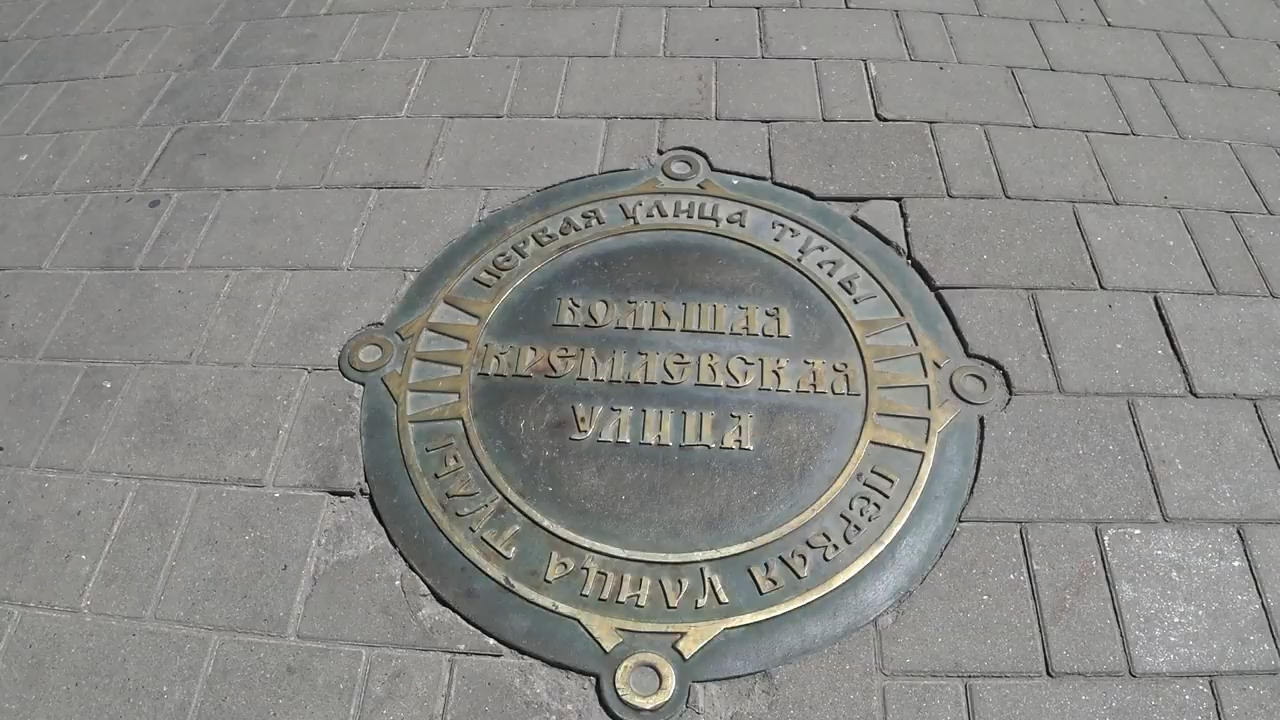 ПЕРВАЯ УЛИЦА ТУЛЫ
БОЛЬШАЯ
КРЕМЛЕВСКАЯ
УЛИЦА
ПЕРВАЯ УЛИЦА ТУЛЫ